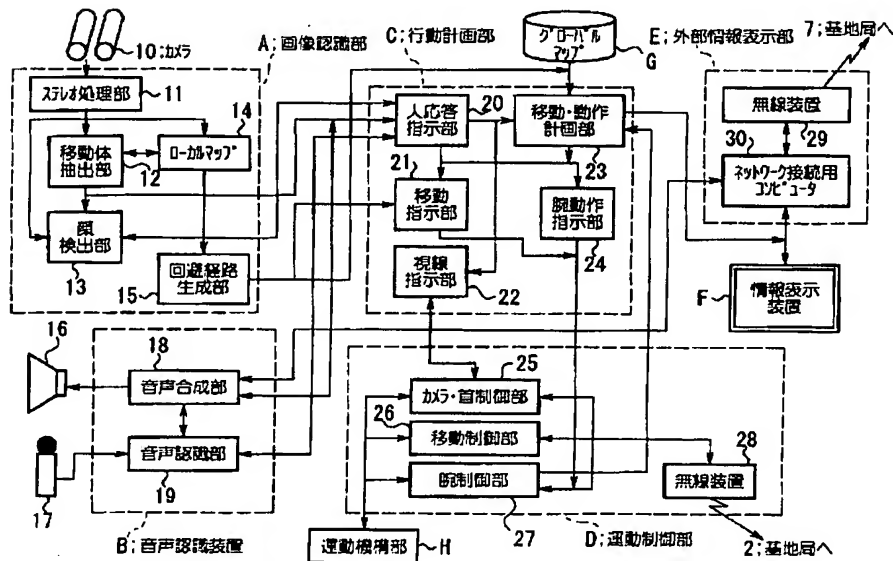 10；カメラ
A；画像認識部
ステレオ処理部
11
移動体
抽出部
12
ローカルマップ
14
顔
検出部
13
回避経路
生成部
15
C；行動計画部
グローバル
マップ
G
人応答
指示部
20
移動・動作
計画部
23
21
移動
指示部
腕動作
指示部
24
視線
指示部
22
E；外部情報表示部
7；基地局へ
無線装置
29
30
ネットワーク接続用
コンピュータ
F
情報表示
装置
16
18
音声合成部
音声認識部
19
17
B；音声認識装置
25
カメラ・首制御部
26
移動制御部
腕制御部
27
28
無線装置
D；運動制御部
2；基地局へ
運動機構部
H